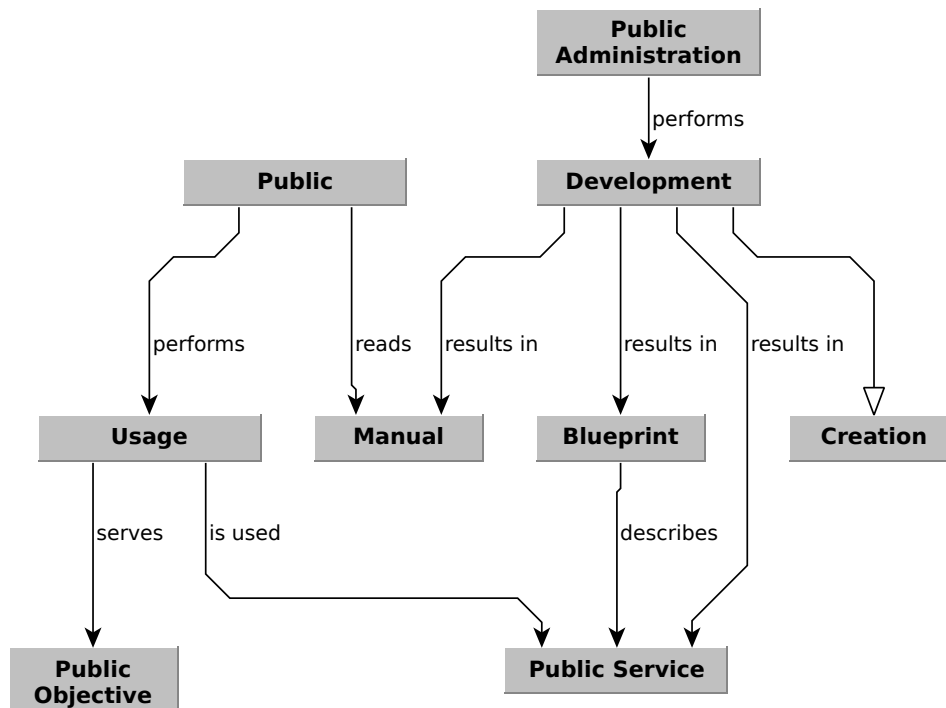 Public
Administration
performs
Public
Development
performs
reads
results in
results in
results in
Usage
Manual
Blueprint
Creation
serves
is used
describes
Public
Objective
Public Service